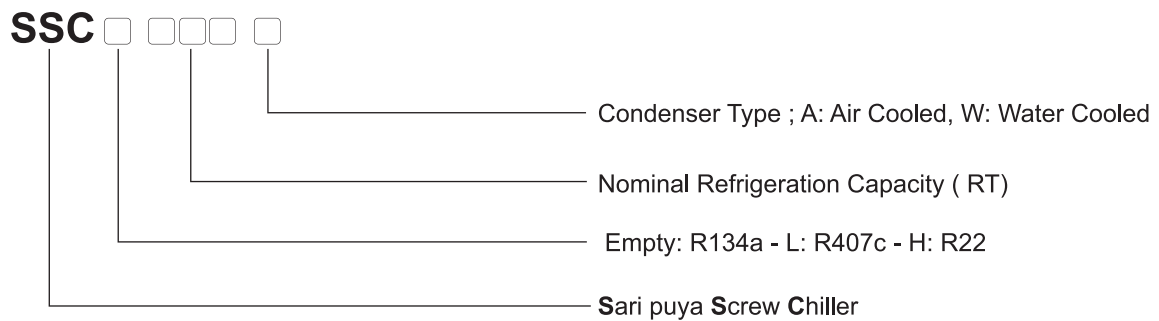 SSC
Condenser Type ; A: Air Cooled, W: Water Cooled
Nominal Refrigeration Capacity ( RT)
Empty: R134a - L: R407c - H: R22
Sari puya Screw Chiller